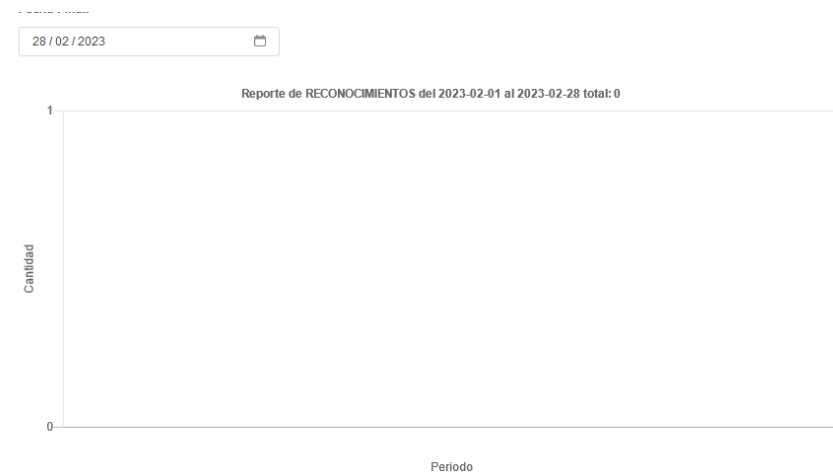 28 / 02 / 2023
Reporte de RECONOCIMIENTOS del 2023-02-01 al 2023-02-28 total: 0
1
Cantidad
0
Periodo